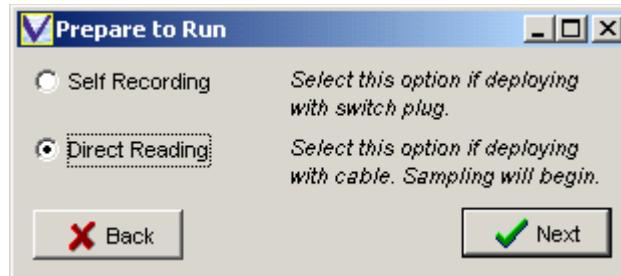 Prepare to Run
Self Recording
Select this option if deploying
with switch plug.
Direct Reading
Select this option if deploying
with cable. Sampling will begin.
Back
Next